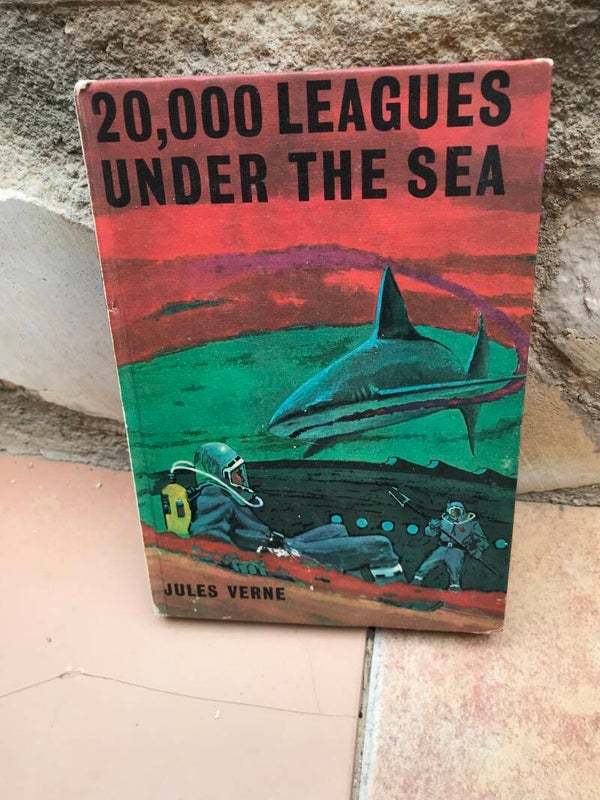 20,000 LEAGUES
UNDER THE SEA
JULES VERNE